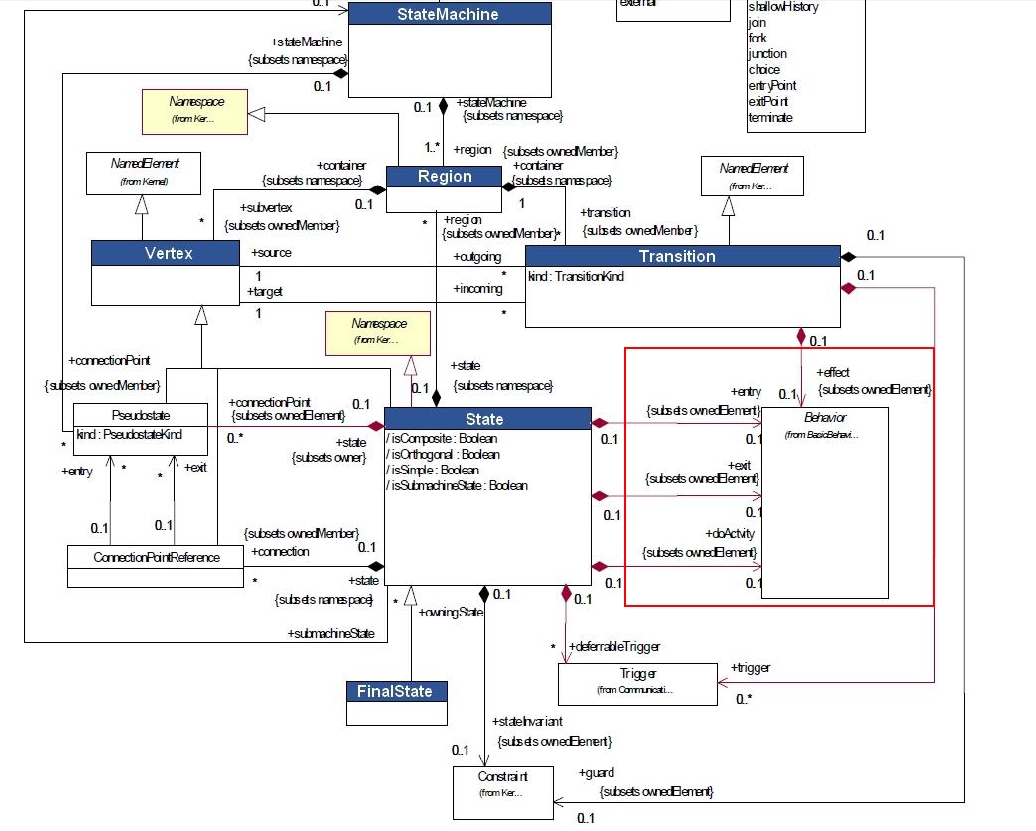 0..1
StateMachine
external
shallowHistory
join
fork
junction
choice
entryPoint
exitPoint
terminate
+stateMachine
{subsets namespace}
0..1
0..1
+stateMachine
{subsets namespace}
Namespace
(from Ker...
1..*
+region
{subsets ownedMember}
NamedElement
(from Kernel)
+container
{subsets namespace}
0..1
Region
+container
{subsets namespace}
1
NamedElement
(from Ker...
*
+subvertex
{subsets ownedMember}
*
+region
{subsets ownedMember}
+transition
{subsets ownedMember}
*
0..1
Vertex
+source
1
+target
1
+outgoing
*
+incoming
*
Transition
kind : TransitionKind
0..1
0..1
Namespace
(from Ker...
+connectionPoint
{subsets ownedMember}
*
0..1
+state
{subsets namespace}
+effect
{subsets ownedElement}
0..1
Pseudostate
kind : PseudostateKind
+connectionPoint
{subsets ownedElement}
0..*
0..1
+state
{subsets owner}
State
/ isComposite : Boolean
/ isOrthogonal : Boolean
/ isSimple : Boolean
/ isSubmachineState : Boolean
+entry
{subsets ownedElement}
0..1
0..1
Behavior
(from BasicBehavi...
+exit
{subsets ownedElement}
0..1
0..1
+doActivity
{subsets ownedElement}
0..1
0..1
+entry
*
*
+exit
0..1
0..1
ConnectionPointReference
{subsets ownedMember}
+connection
0..1
*
+state
{subsets namespace}
*
+submachineState
+owningState
0..1
0..1
*
+deferrableTrigger
Trigger
(from Communicati...
+trigger
0..*
FinalState
+stateInvariant
{subsets ownedElement}
0..1
Constraint
(from Ker...
+guard
{subsets ownedElement}
0..1